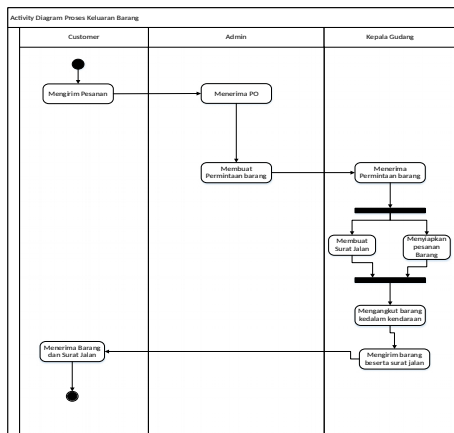 Activity Diagram Proses Keluaran Barang
Customer
Admin
Kepala Gudang
Mengirim Pesanan
Menerima PO
Membuat
Permintaan barang
Menerima
Permintaan barang
Membuat
Surat Jalan
Menyiapkan
pesanan
Barang
Mengangkut barang
kedalam kendaraan
Menerima Barang
dan Surat Jalan
Mengirim barang
beserta surat jalan